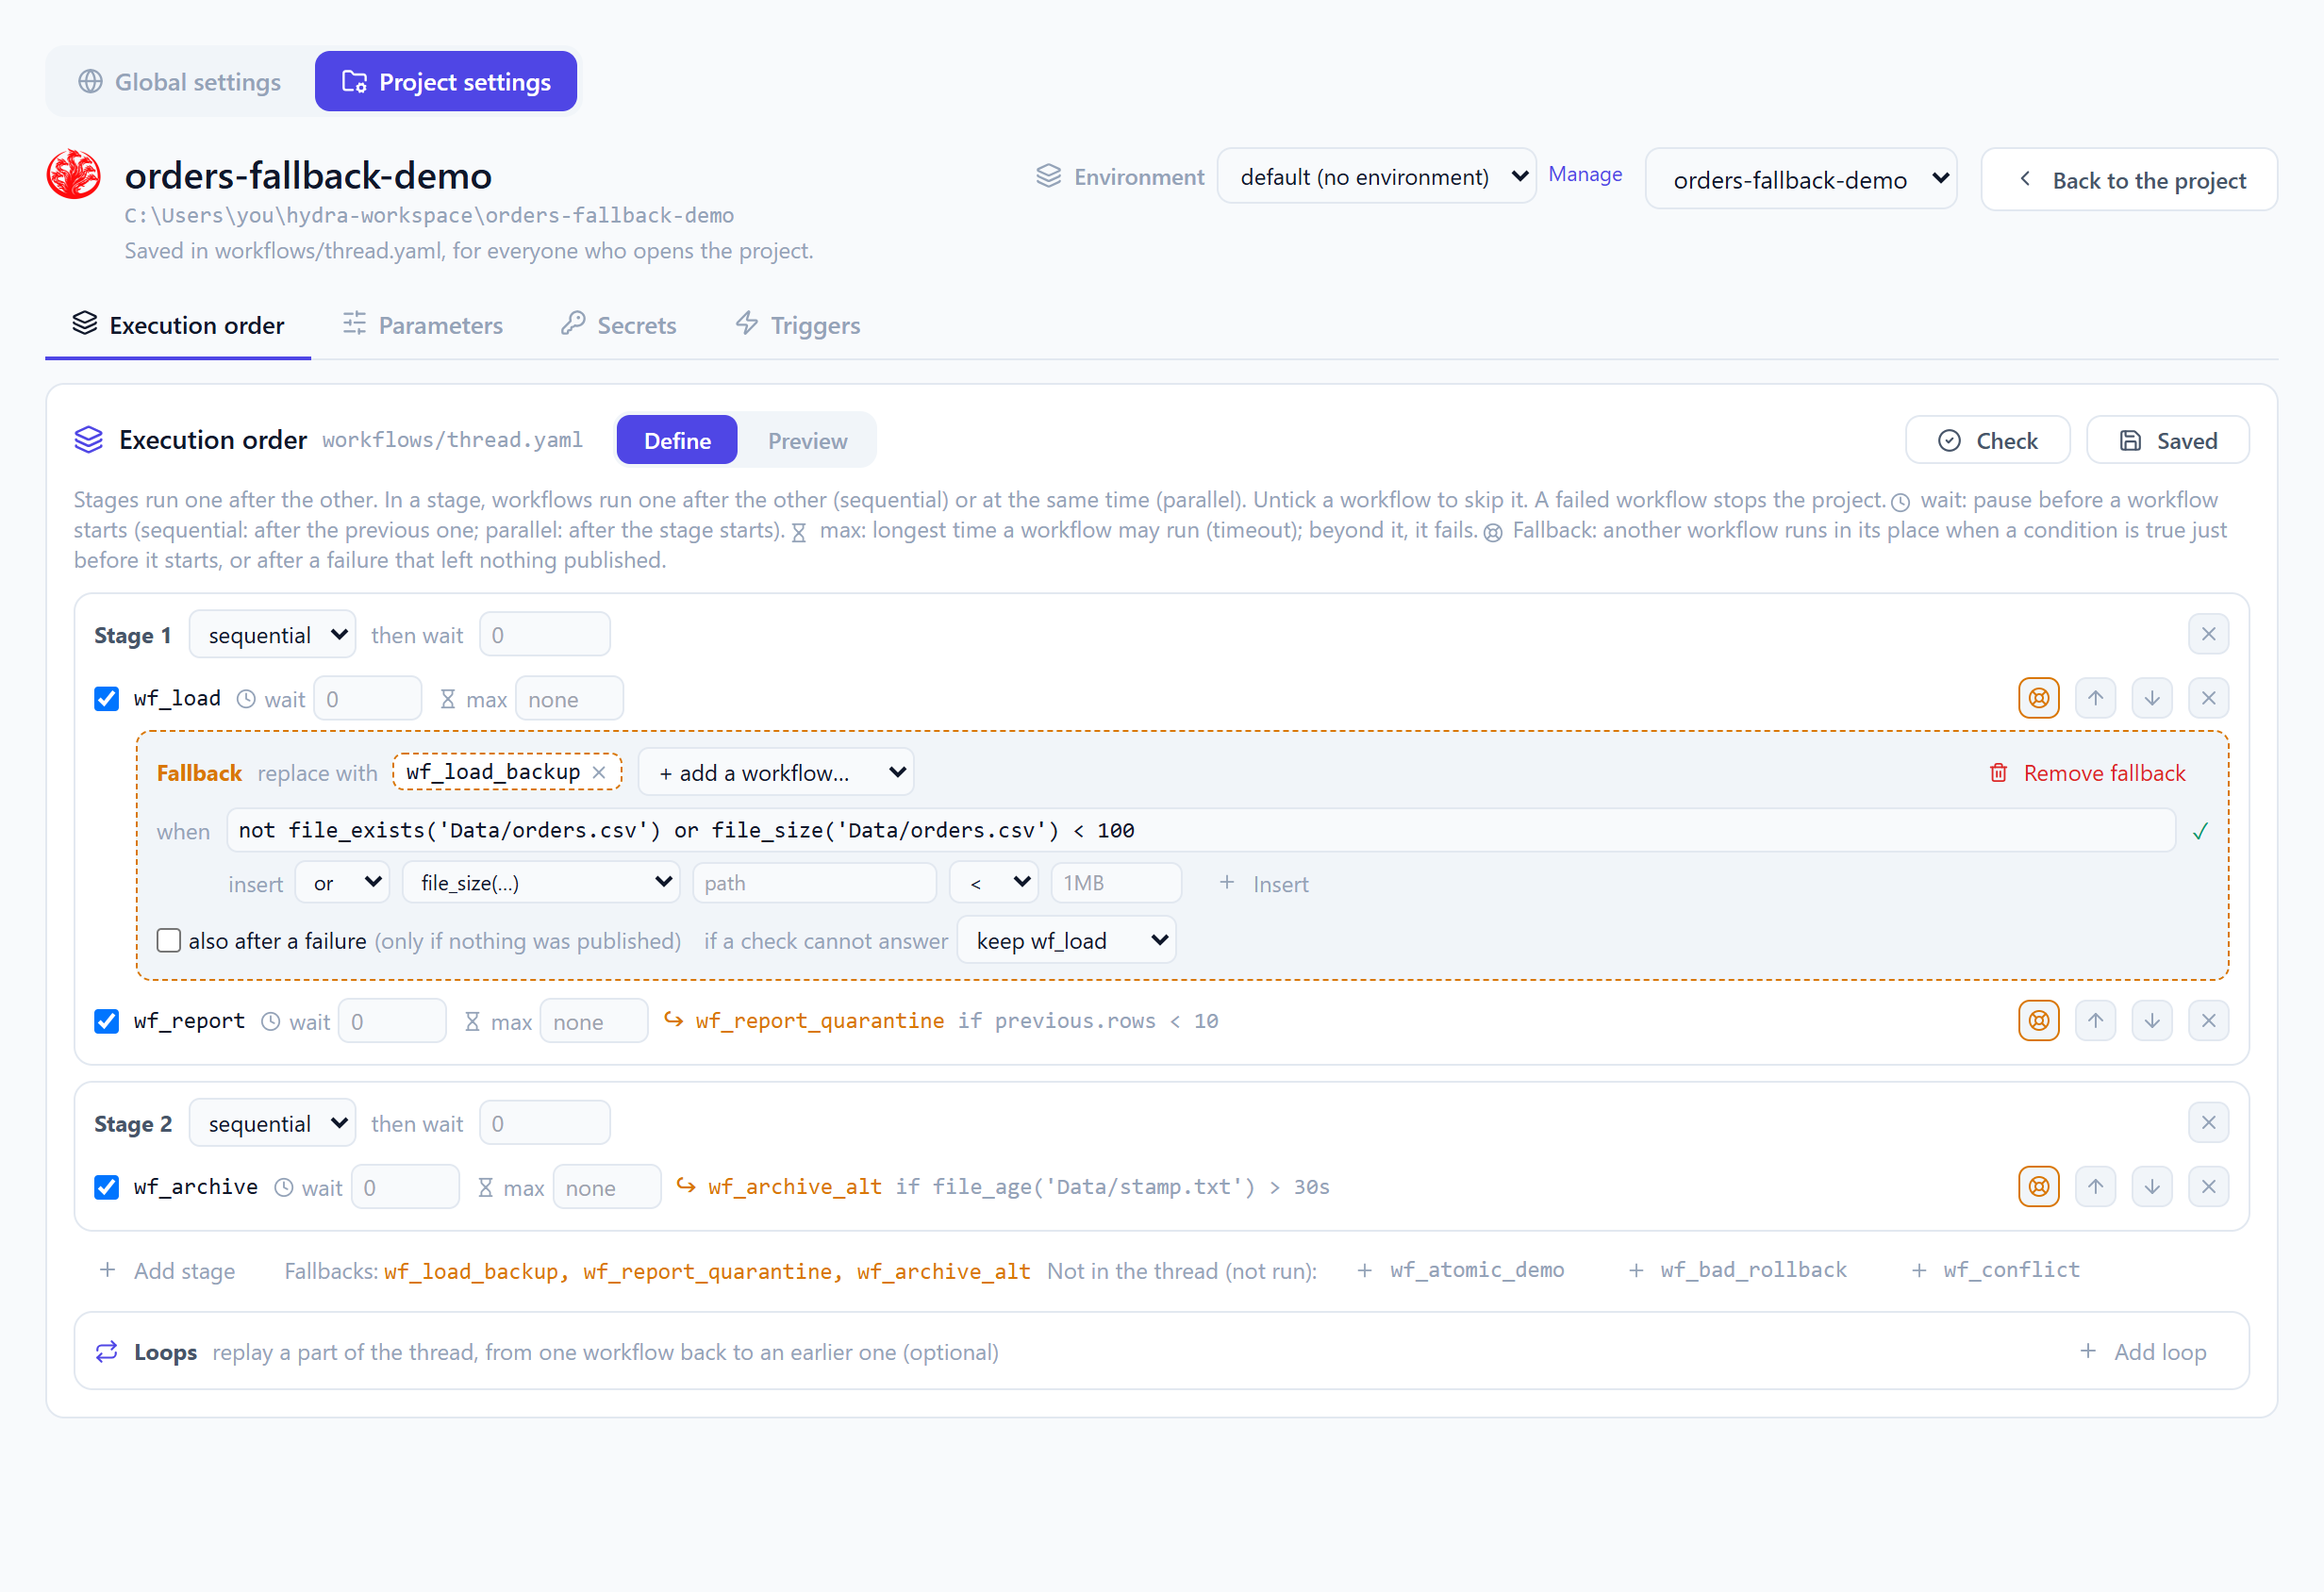 Global settings Project settings
orders-fallback-demo Environment default (no environment) Manage orders-fallback-demo Back to the project
C:\Users\you\hydra-workspace\orders-fallback-demo
Saved in workflows/thread.yaml, for everyone who opens the project.
Execution order Parameters Secrets Triggers
Execution order workflows/thread.yaml Define Preview Check Saved
Stages run one after the other. In a stage, workflows run one after the other (sequential) or at the same time (parallel). Untick a workflow to skip it. A failed workflow stops the project. wait: pause before a workflow
starts (sequential: after the previous one; parallel: after the stage starts). max: longest time a workflow may run (timeout); beyond it, it fails. Fallback: another workflow runs in its place when a condition is true just
before it starts, or after a failure that left nothing published.
Stage 1 sequential then wait 0
wf_load wait 0 max none
Fallback replace with wf_load_backup × + add a workflow... Remove fallback
when not file_exists('Data/orders.csv') or file_size('Data/orders.csv') < 100 ✓
insert or file_size(...) path < 1MB + Insert
also after a failure (only if nothing was published) if a check cannot answer keep wf_load
wf_report wait 0 max none wf_report_quarantine if previous.rows < 10
Stage 2 sequential then wait 0
wf_archive wait 0 max none wf_archive_alt if file_age('Data/stamp.txt') > 30s
+ Add stage Fallbacks: wf_load_backup, wf_report_quarantine, wf_archive_alt Not in the thread (not run): + wf_atomic_demo + wf_bad_rollback + wf_conflict
Loops replay a part of the thread, from one workflow back to an earlier one (optional) + Add loop